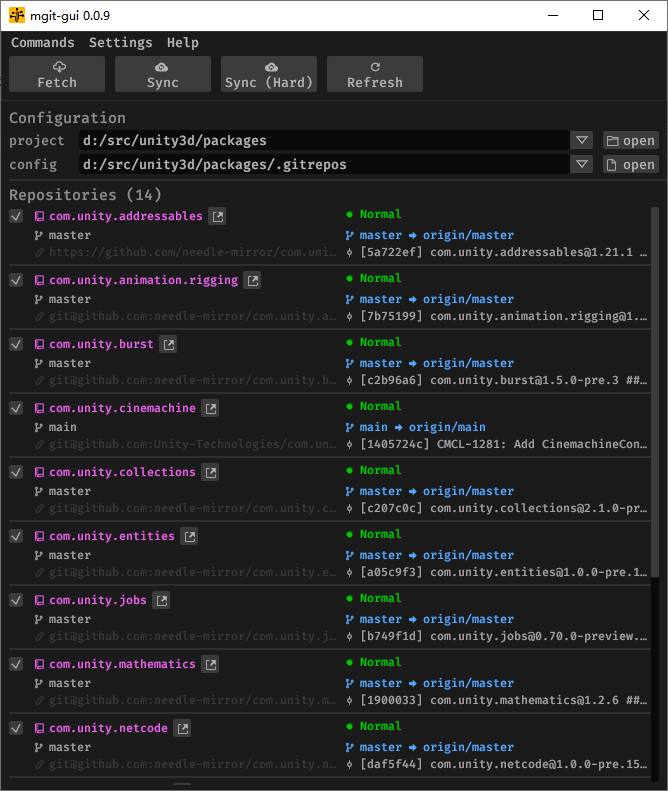 mgit-gui 0.0.9
Commands Settings Help
Fetch Sync Sync (Hard) Refresh
Configuration
project d:/src/unity3d/packages open
config d:/src/unity3d/packages/.gitrepos open
Repositories (14)
com.unity.addressables Normal
master master → origin/master
https://github.com/needle-mirror/com.uni... [5a722ef] com.unity.addressables@1.21.1 ...
com.unity.animation.rigging Normal
master master → origin/master
git@github.com:needle-mirror/com.unity.a... [7b75199] com.unity.animation.rigging@1...
com.unity.burst Normal
master master → origin/master
git@github.com:needle-mirror/com.unity.b... [c2b96a6] com.unity.burst@1.5.0-pre.3 ##...
com.unity.cinemachine Normal
main main → origin/main
git@github.com:Unity-Technologies/com.un... [1405724c] CMCL-1281: Add CinemachineCon...
com.unity.collections Normal
master master → origin/master
git@github.com:needle-mirror/com.unity.c... [c207c0c] com.unity.collections@2.1.0-pr...
com.unity.entities Normal
master master → origin/master
git@github.com:needle-mirror/com.unity.e... [a05c9f3] com.unity.entities@1.0.0-pre.1...
com.unity.jobs Normal
master master → origin/master
git@github.com:needle-mirror/com.unity.j... [b749f1d] com.unity.jobs@0.70.0-preview...
com.unity.mathematics Normal
master master → origin/master
git@github.com:needle-mirror/com.unity.m... [1900033] com.unity.mathematics@1.2.6 ##...
com.unity.netcode Normal
master master → origin/master
git@github.com:needle-mirror/com.unity.n... [daf5f44] com.unity.netcode@1.0.0-pre.15...